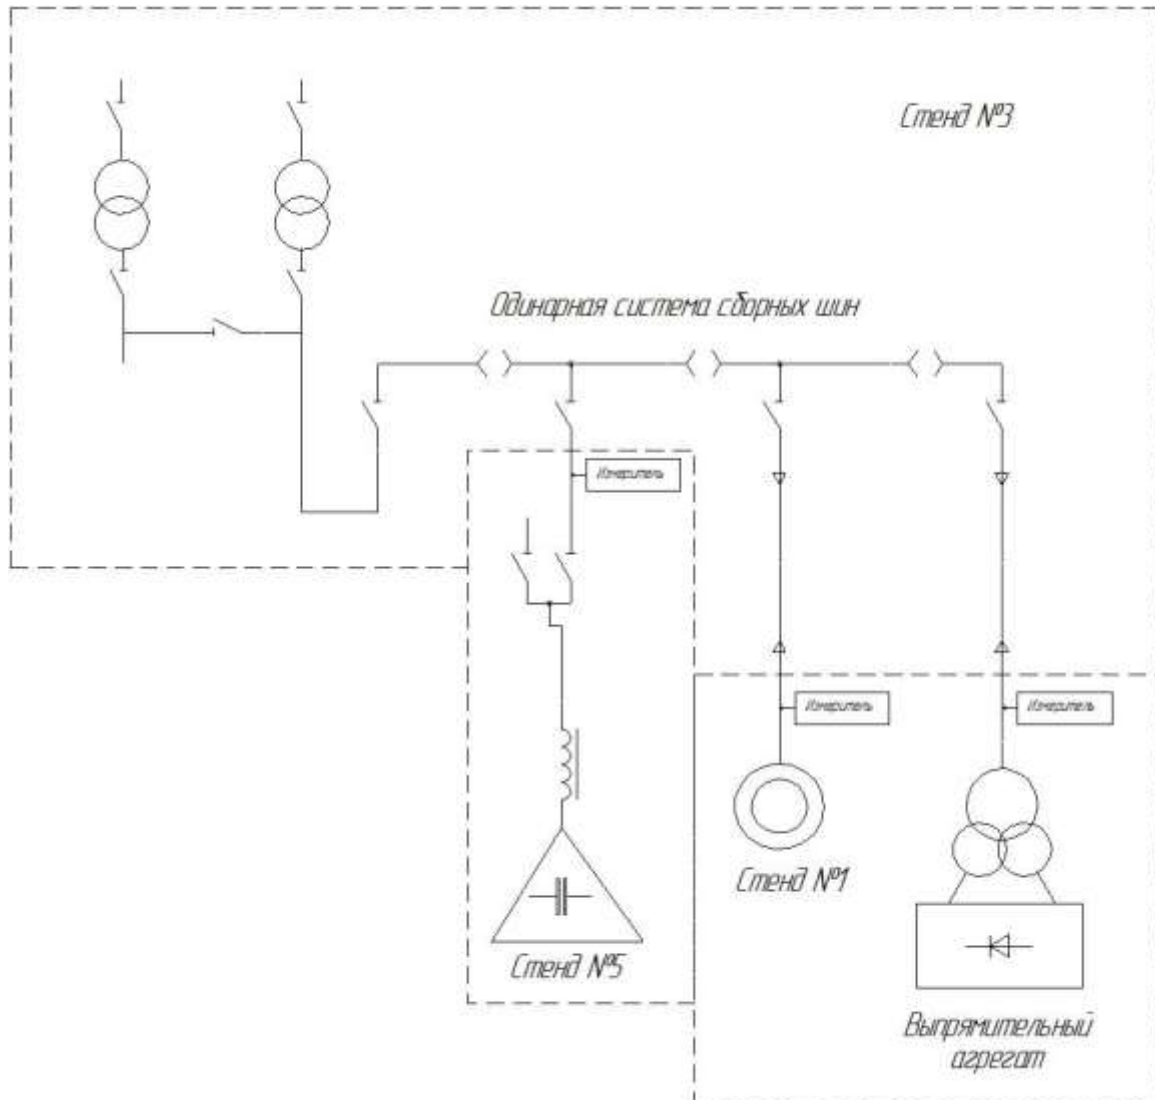 Стенд №3
Одинарная система сборных шин
Измеритель
Измеритель
Измеритель
Стенд №1
Стенд №5
Выпрямительный
агрегат